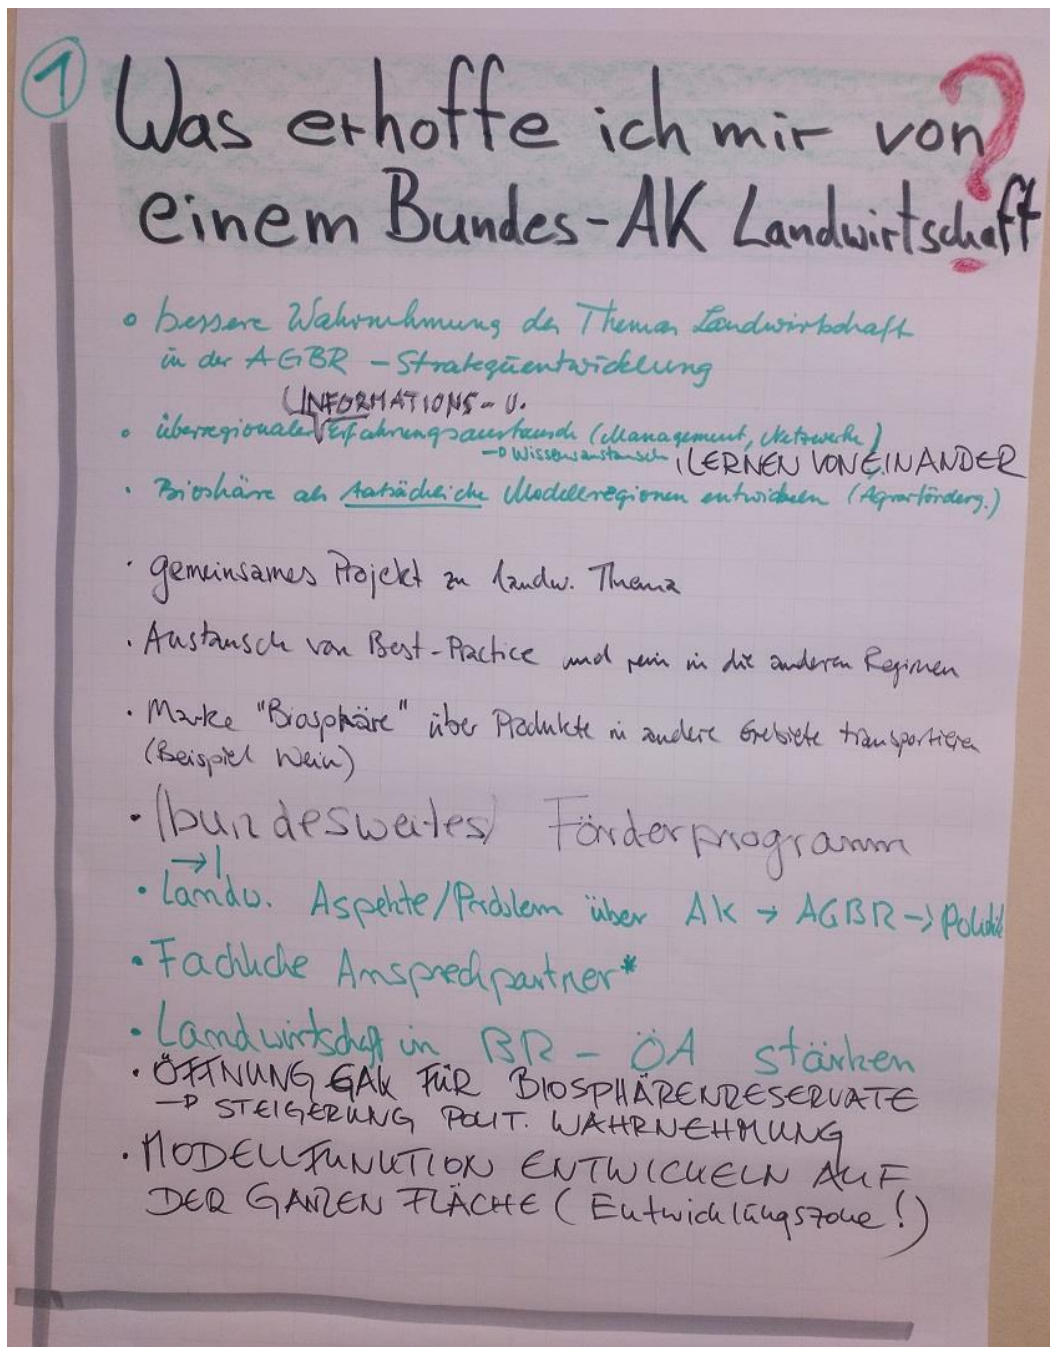 1
Was erhoffe ich mir von
einem Bundes-AK Landwirtschaft?
bessere Wahrnehmung des Themas Landwirtschaft
in der AGBR - Strategieentwicklung
INFORMATIONS- U.
überregionaler Erfahrungsaustausch (Management, Netzwerke)
→ Wissensaustausch, LERNEN VONEINANDER
• Bioshäre als tatsächliche Modellregionen entwickeln (Agrarförderg.)
• gemeinsames Projekt zu landw. Thema
• Austausch von Best-Practice und rein in die anderen Regionen
• Marke "Biosphäre" über Produkte in andere Gebiete transportieren
(Beispiel Wein)
• (bundesweites) Förderprogramm
→
• Landw. Aspekte/Problem über AK → AGBR → Politik
• Fachliche Ansprechpartner*
• Landwirtschaft in BR - ÖA stärken
• ÖFFNUNG GAK FÜR BIOSPHÄRENRESERVATE
→ STEIGERUNG POLIT. WAHRNEHMUNG
• MODELLFUNKTION ENTWICKELN AUF
DER GANZEN FLÄCHE (Entwicklungszone!)